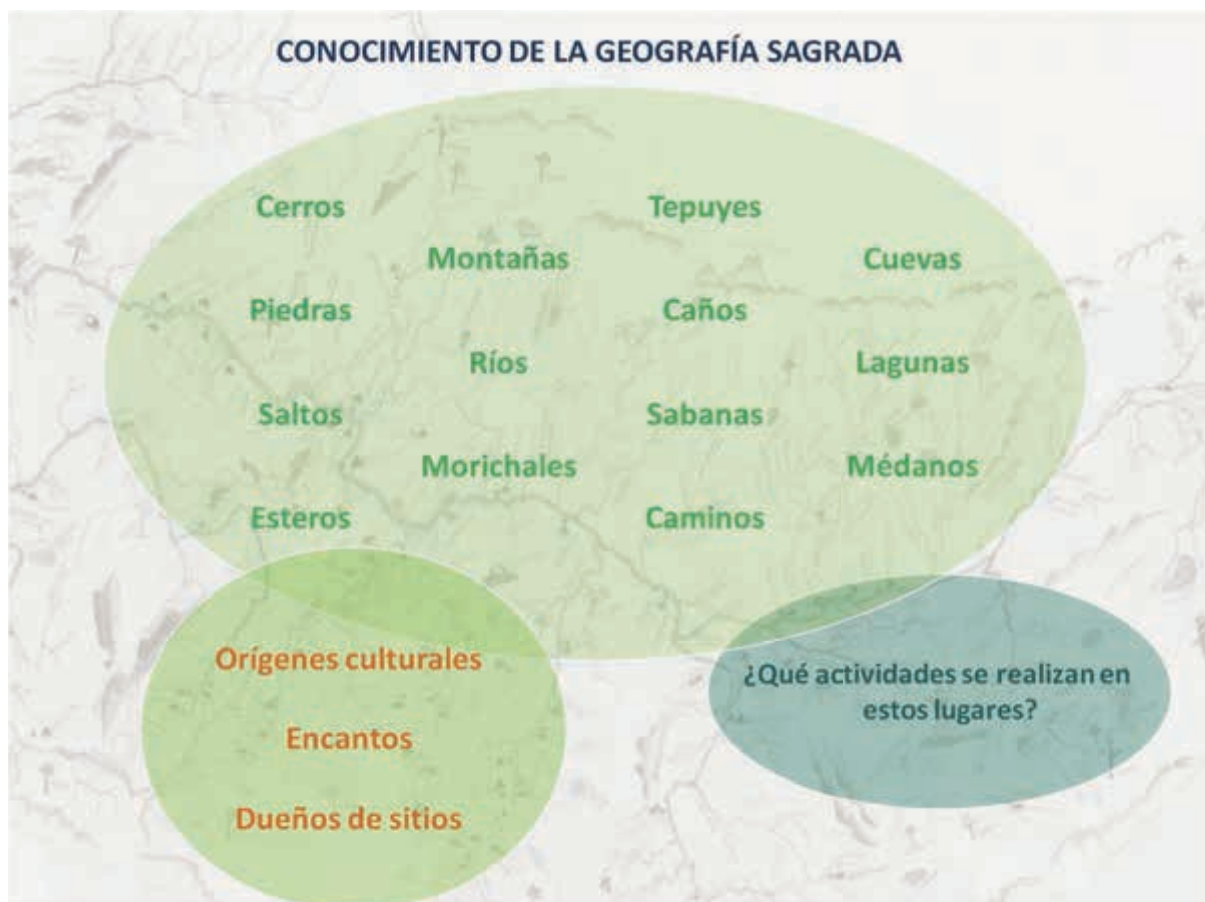 CONOCIMIENTO DE LA GEOGRAFÍA SAGRADA
Cerros
Tepuyes
Montañas
Cuevas
Piedras
Caños
Ríos
Lagunas
Saltos
Sabanas
Morichales
Médanos
Esteros
Caminos
Orígenes culturales
Encantos
Dueños de sitios
¿Qué actividades se realizan en
estos lugares?